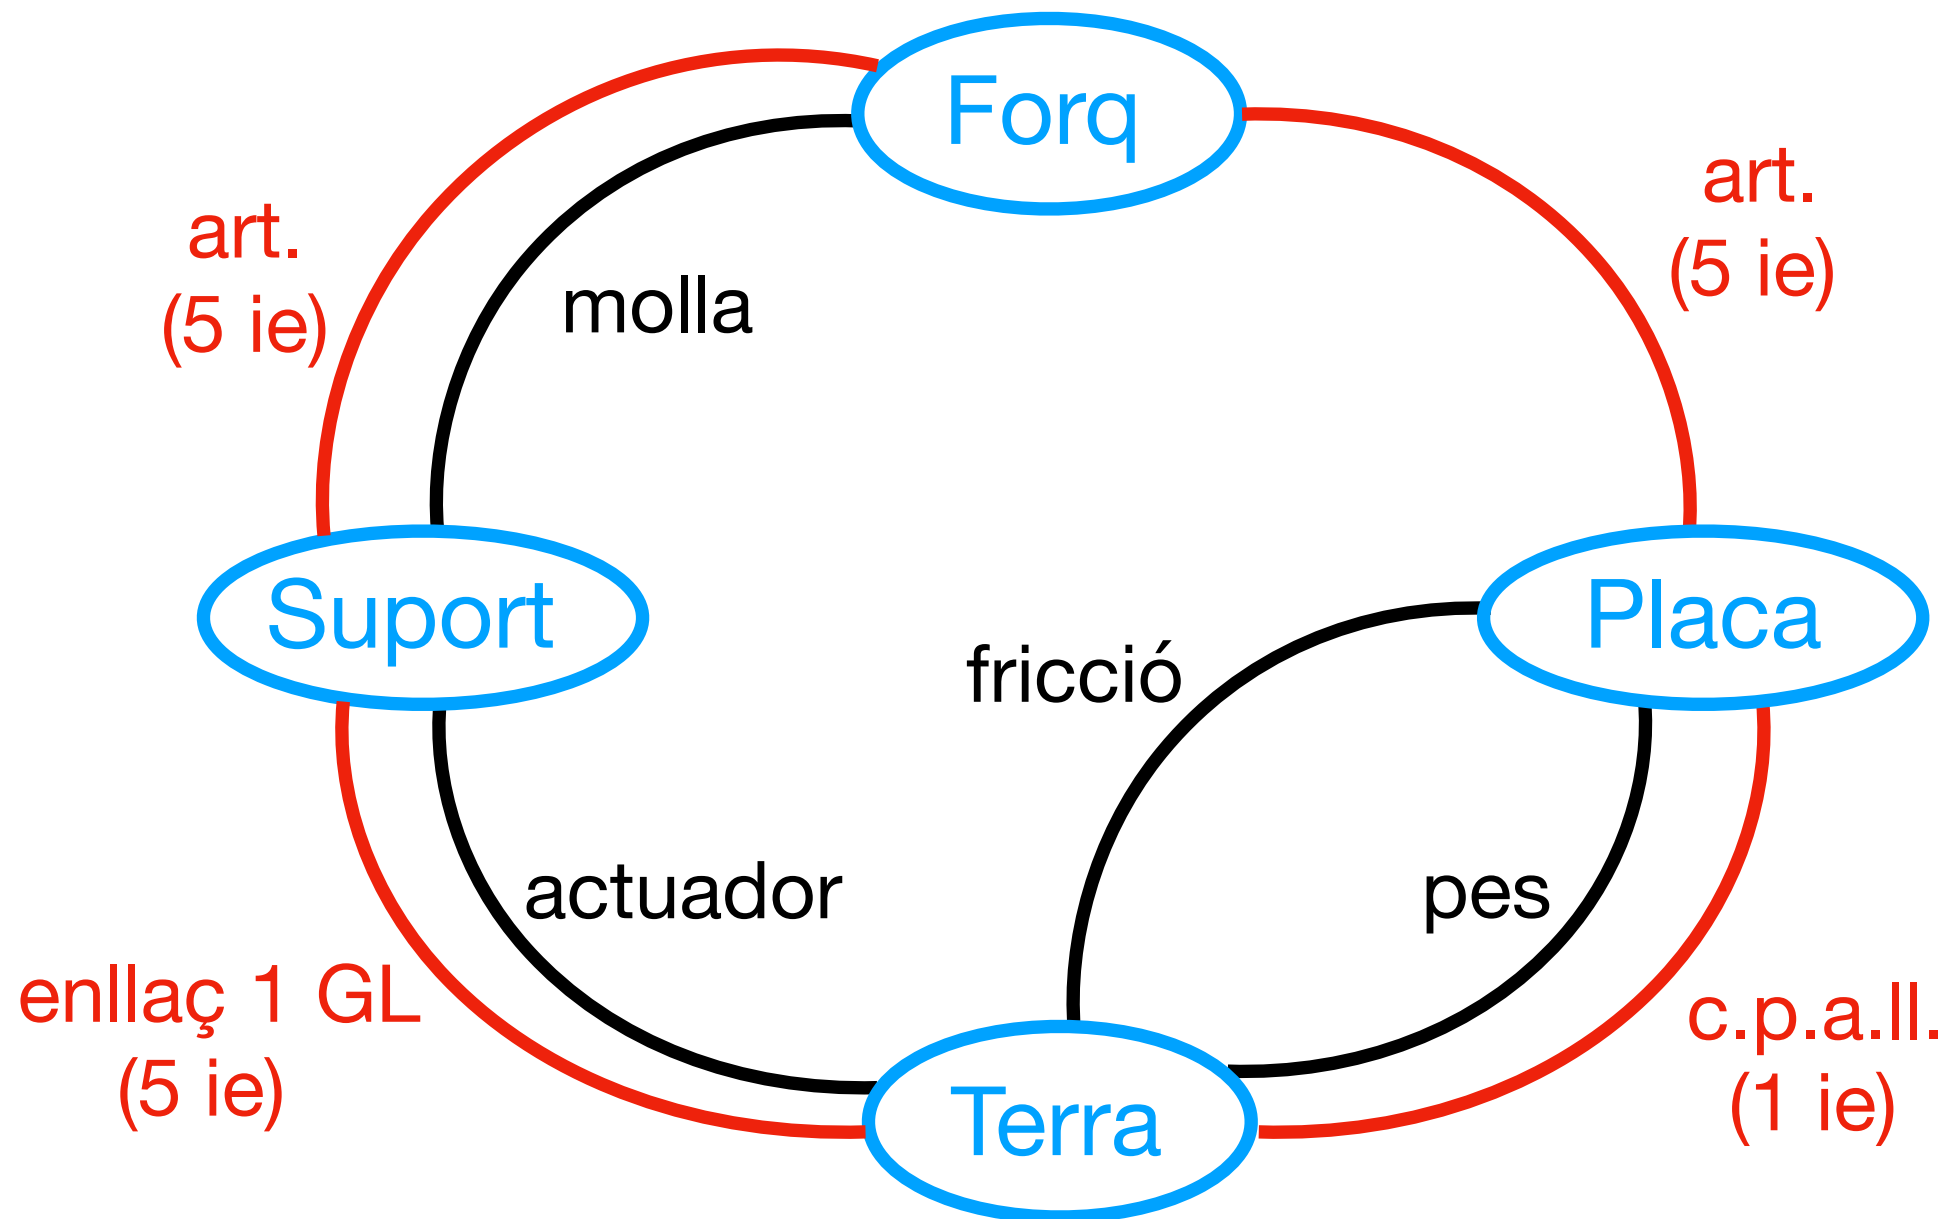 Forq
art.
(5 ie)
art.
(5 ie)
molla
Suport
Placa
fricció
actuador
pes
enllaç 1 GL
(5 ie)
c.p.a.ll.
(1 ie)
Terra